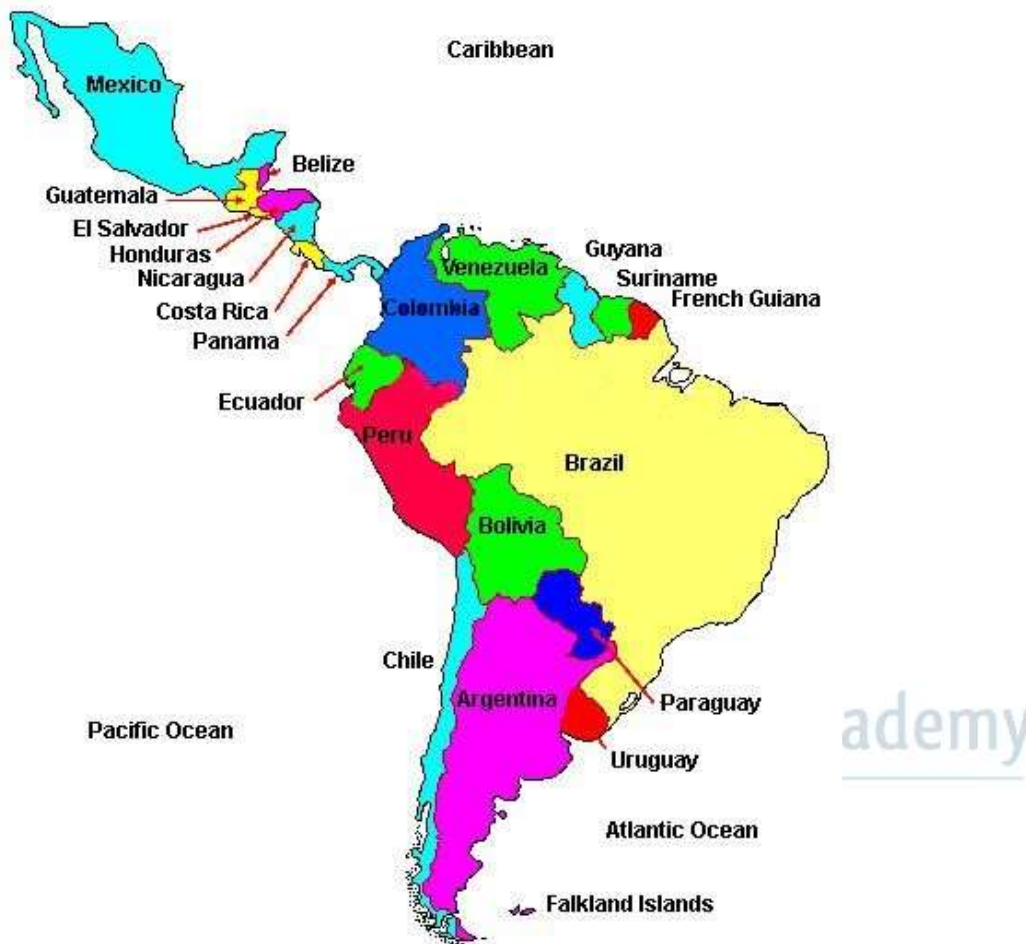 Caribbean
Mexico
Belize
Guatemala
El Salvador
Honduras
Nicaragua
Costa Rica
Panama
Guyana
Suriname
French Guiana
Venezuela
Colombia
Ecuador
Peru
Brazil
Bolivia
Chile
Argentina
Paraguay
Pacific Ocean
Uruguay
ademy
Atlantic Ocean
Falkland Islands